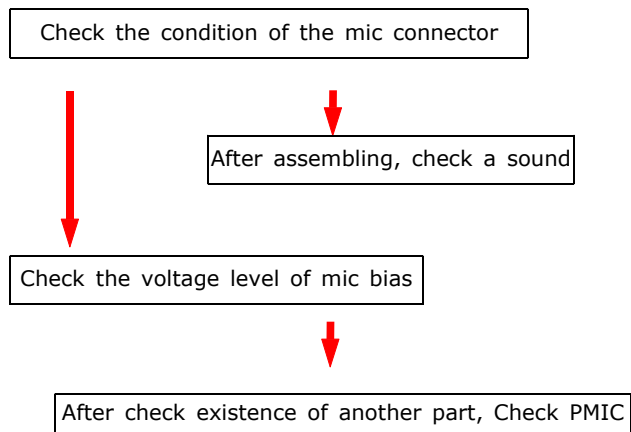 Check the condition of the mic connector
After assembling, check a sound
Check the voltage level of mic bias
After check existence of another part, Check PMIC